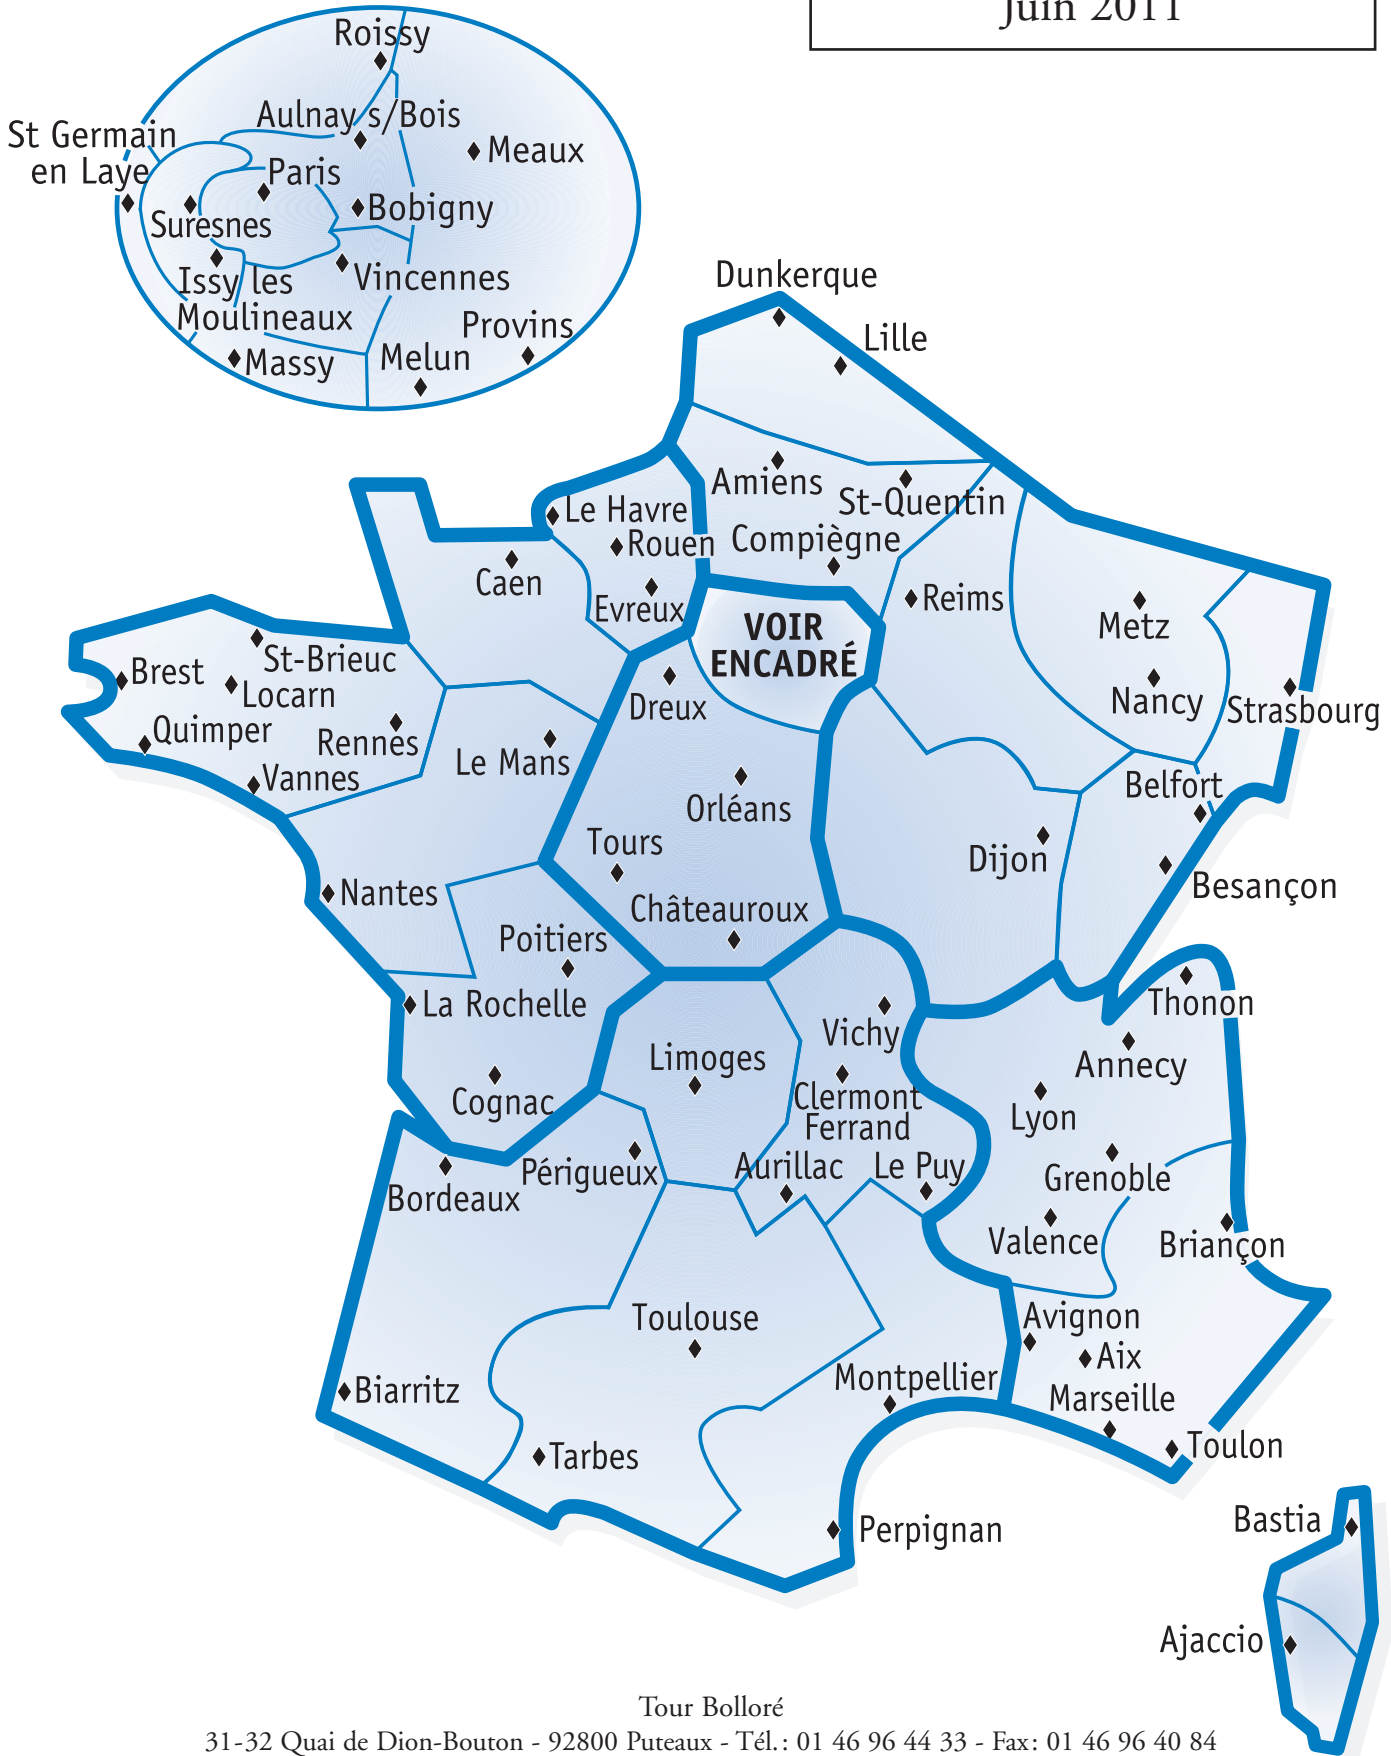 Juin 2011
Roissy
Aulnay s/Bois
St Germain
en Laye
Meaux
Paris
Suresnes
Bobigny
Issy les
Moulineaux
Vincennes
Provins
Massy
Melun
Dunkerque
Lille
Amiens
St-Quentin
Le Havre
Rouen
Compiègne
Caen
Evreux
Reims
VOIR
ENCADRÉ
Metz
St-Brieuc
Brest
Locarn
Dreux
Nancy
Strasbourg
Quimper
Rennes
Vannes
Le Mans
Belfort
Orléans
Tours
Dijon
Besançon
Nantes
Châteauroux
Poitiers
La Rochelle
Thonon
Vichy
Limoges
Annecy
Cognac
Clermont
Ferrand
Lyon
Périgueux
Aurillac
Le Puy
Grenoble
Bordeaux
Valence
Briançon
Toulouse
Avignon
Aix
Biarritz
Montpellier
Marseille
Tarbes
Toulon
Perpignan
Bastia
Ajaccio
Tour Bolloré
31-32 Quai de Dion-Bouton - 92800 Puteaux - Tél.: 01 46 96 44 33 - Fax: 01 46 96 40 84